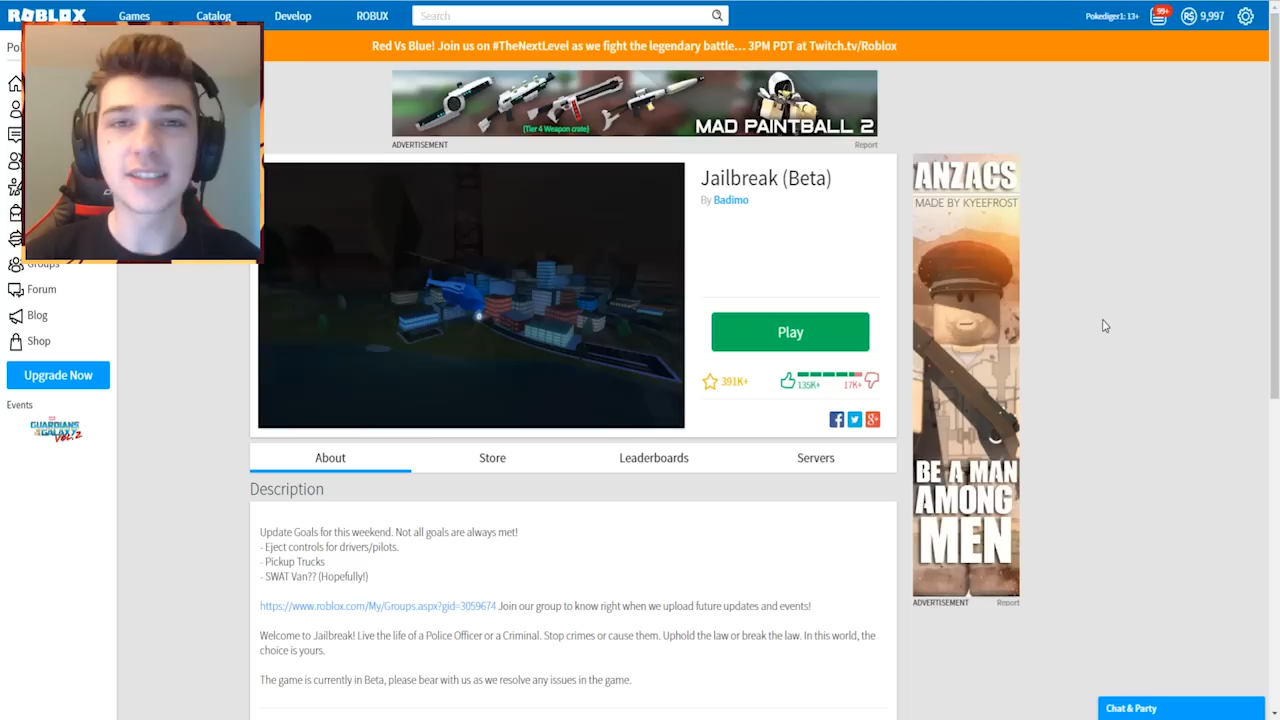 ROBLOX
Games
Catalog
Develop
ROBUX
Search
Pokediger1: 13+
99+
R$ 9,997
Red Vs Blue! Join us on #TheNextLevel as we fight the legendary battle... 3PM PDT at Twitch.tv/Roblox
(Tier 4 Weapon crate)
MAD PAINTBALL 2
ADVERTISEMENT
Report
Jailbreak (Beta)
By Badimo
Play
391K+
135K+
17K+
Groups
Forum
Blog
Shop
Upgrade Now
Events
GUARDIANS
OF THE
GALAXY
VOL. 2
ANZACS
MADE BY KYEEFROST
BE A MAN
AMONG
MEN
ADVERTISEMENT
Report
About
Store
Leaderboards
Servers
Description
Update Goals for this weekend. Not all goals are always met!
- Eject controls for drivers/pilots.
- Pickup Trucks
- SWAT Van?? (Hopefully!)
https://www.roblox.com/My/Groups.aspx?gid=3059674 Join our group to know right when we upload future updates and events!
Welcome to Jailbreak! Live the life of a Police Officer or a Criminal. Stop crimes or cause them. Uphold the law or break the law. In this world, the
choice is yours.
The game is currently in Beta, please bear with us as we resolve any issues in the game.
Chat & Party